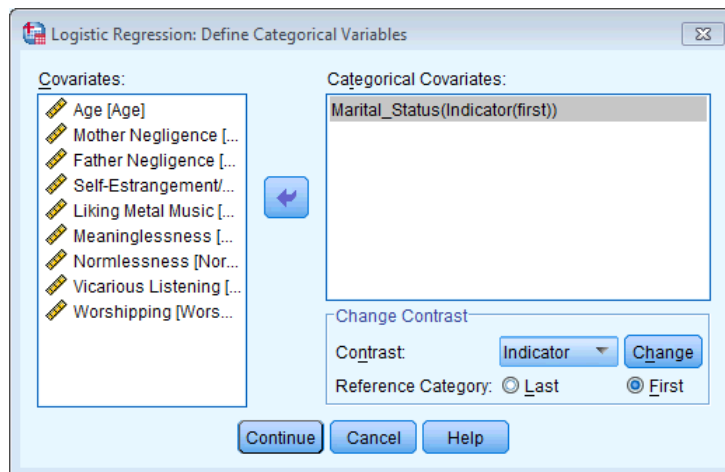 Logistic Regression: Define Categorical Variables
Covariates:
Age [Age]
Mother Negligence [...
Father Negligence [...
Self-Estrangement/...
Liking Metal Music [...
Meaninglessness [...
Normlessness [Nor...
Vicarious Listening [...
Worshipping [Wors...
Categorical Covariates:
Marital_Status(Indicator(first))
Change Contrast
Contrast: Indicator Change
Reference Category: Last First
Continue Cancel Help